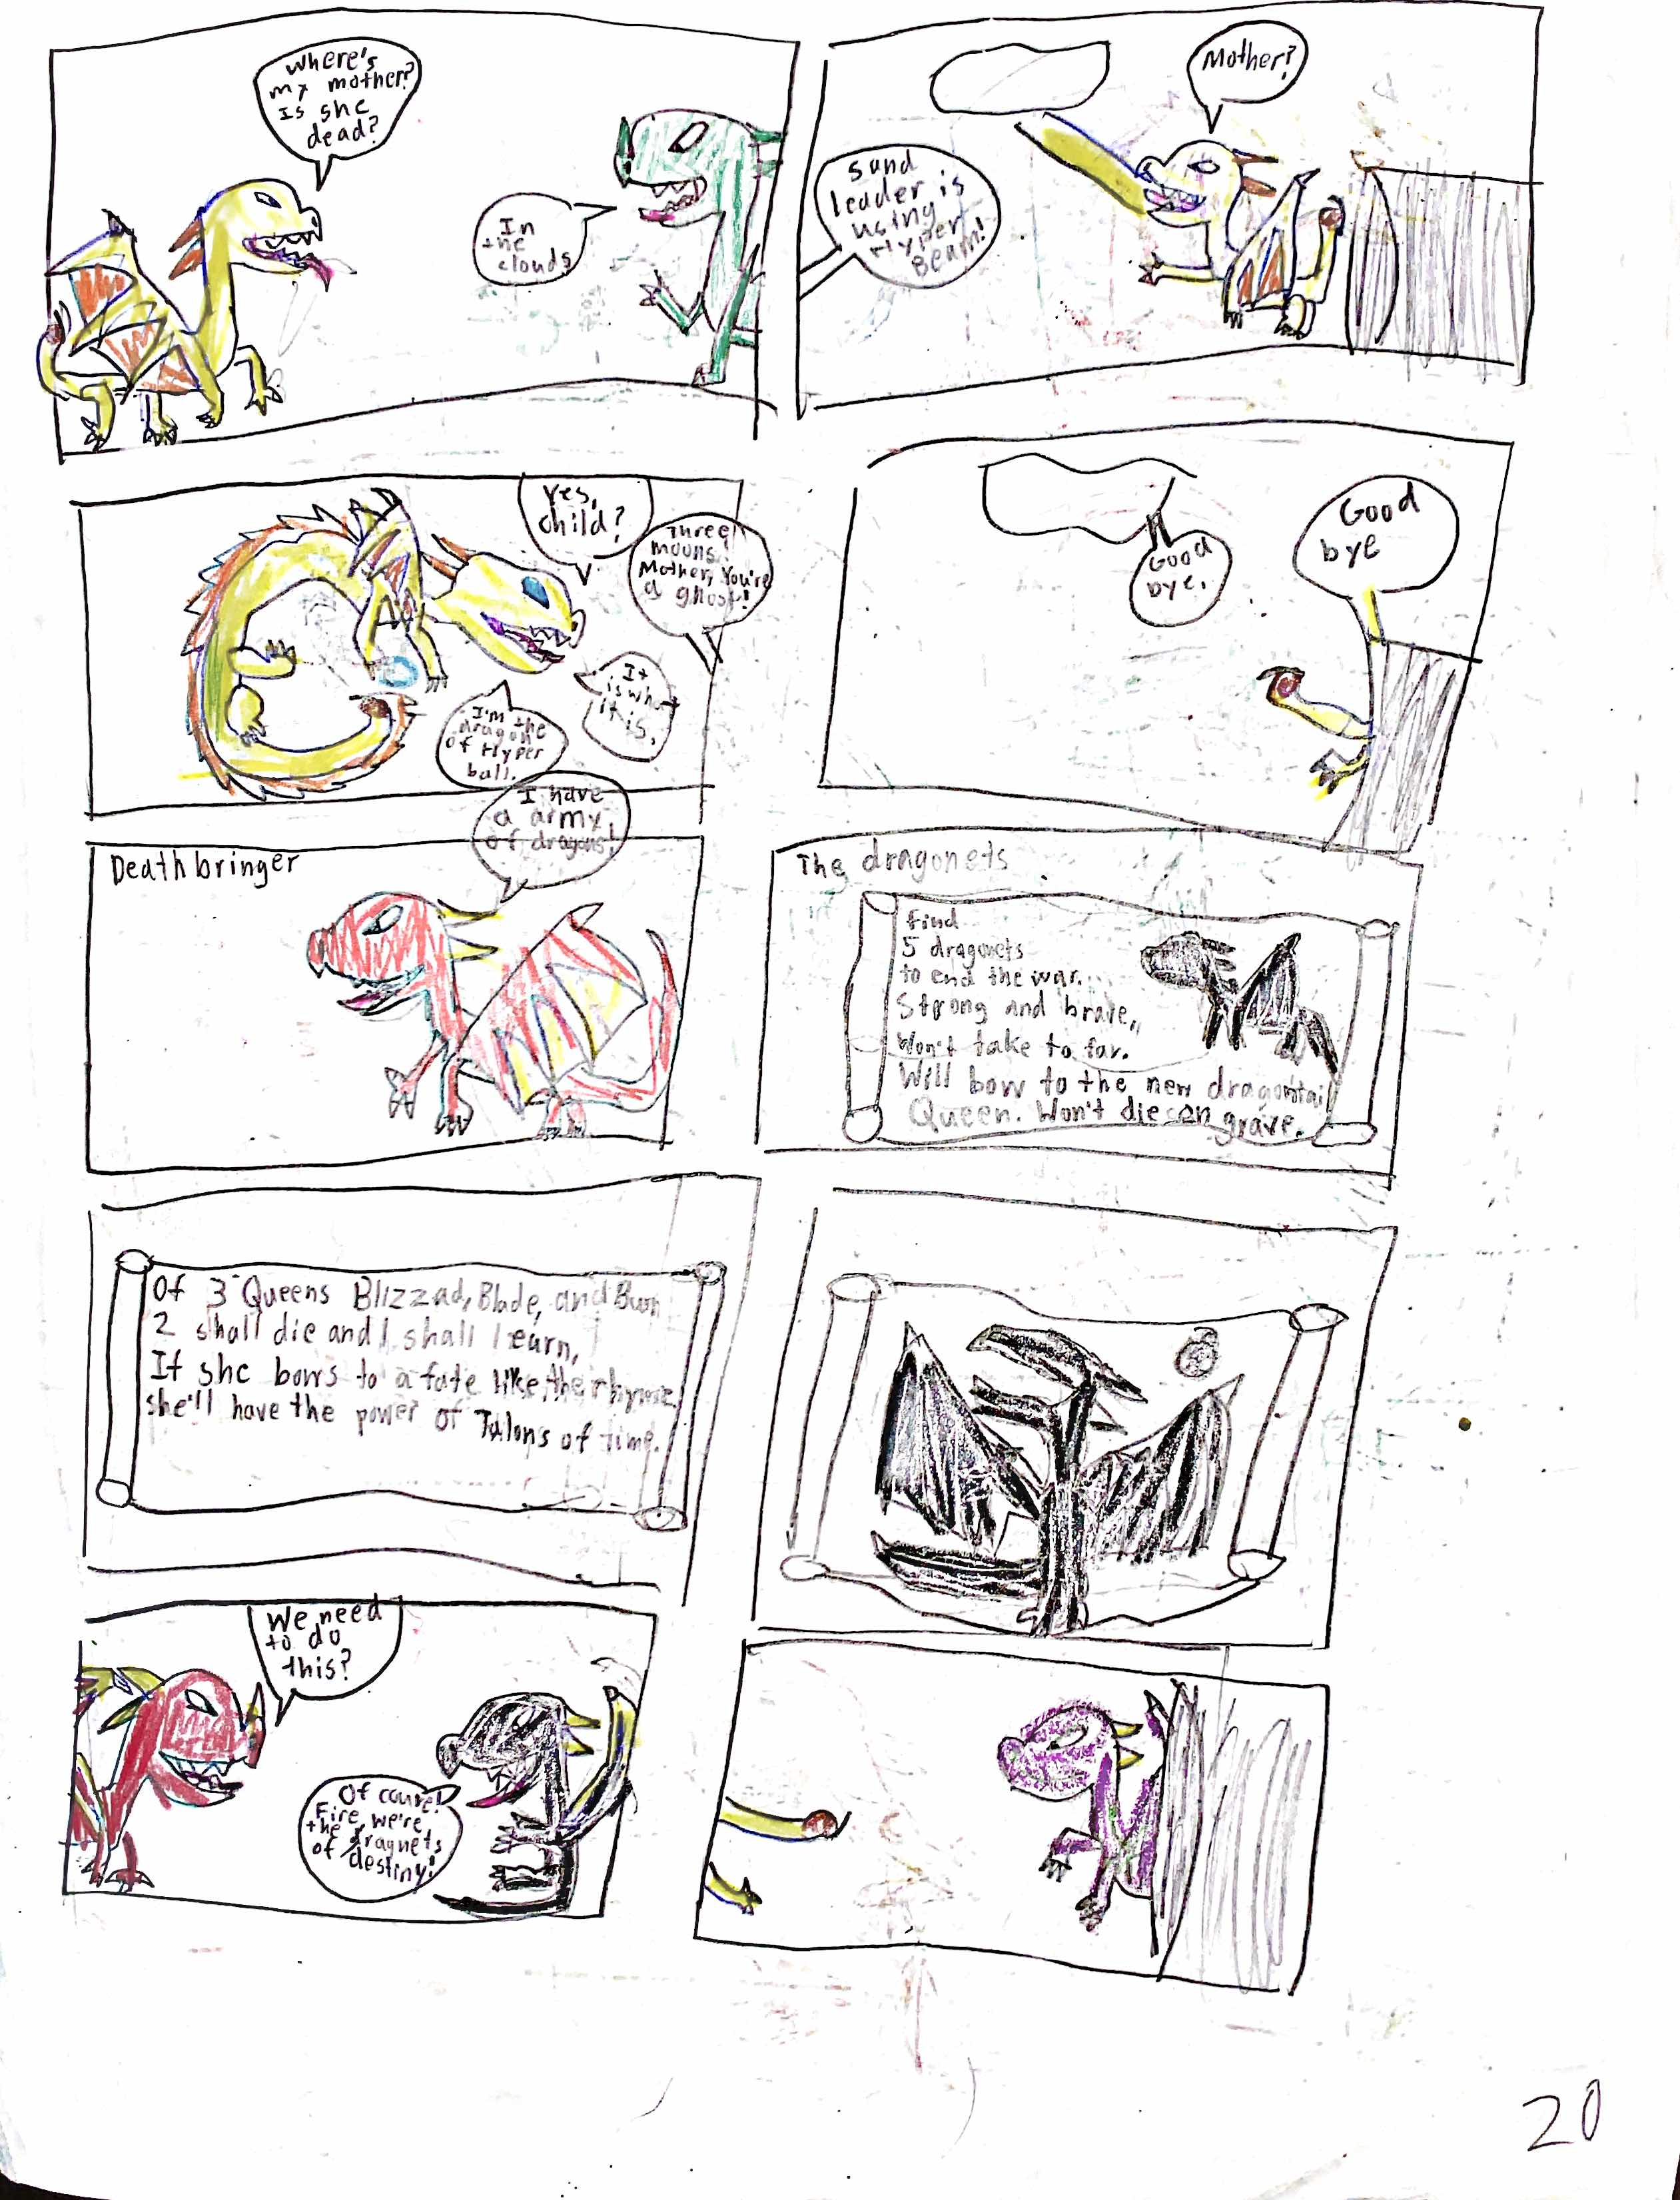 Where's
my mother?
Is she
dead?
In
the
clouds
Mother?
Sand
leader is
using
Hyper
Beam!
Yes,
child?
Three
moons!
Mother, You're
a ghost!
It
is what
it is.
I'm the
dragon
of Hyper
ball.
Good
bye.
Good
bye
Deathbringer
I have
a army
of dragons!
The dragonets
Find
5 dragonets
to end the war.
Strong and brave,
Won't take to far.
Will bow to the new
Queen. Won't die on grave.
Of 3 Queens Blizzad, Blade, and Burn
2 shall die and 1 shall learn,
If she bows to a fate like the
she'll have the power of Talons of time.
We need
to do
this?
Of coure!
Fire, we're
the dragnets
of destiny!
20